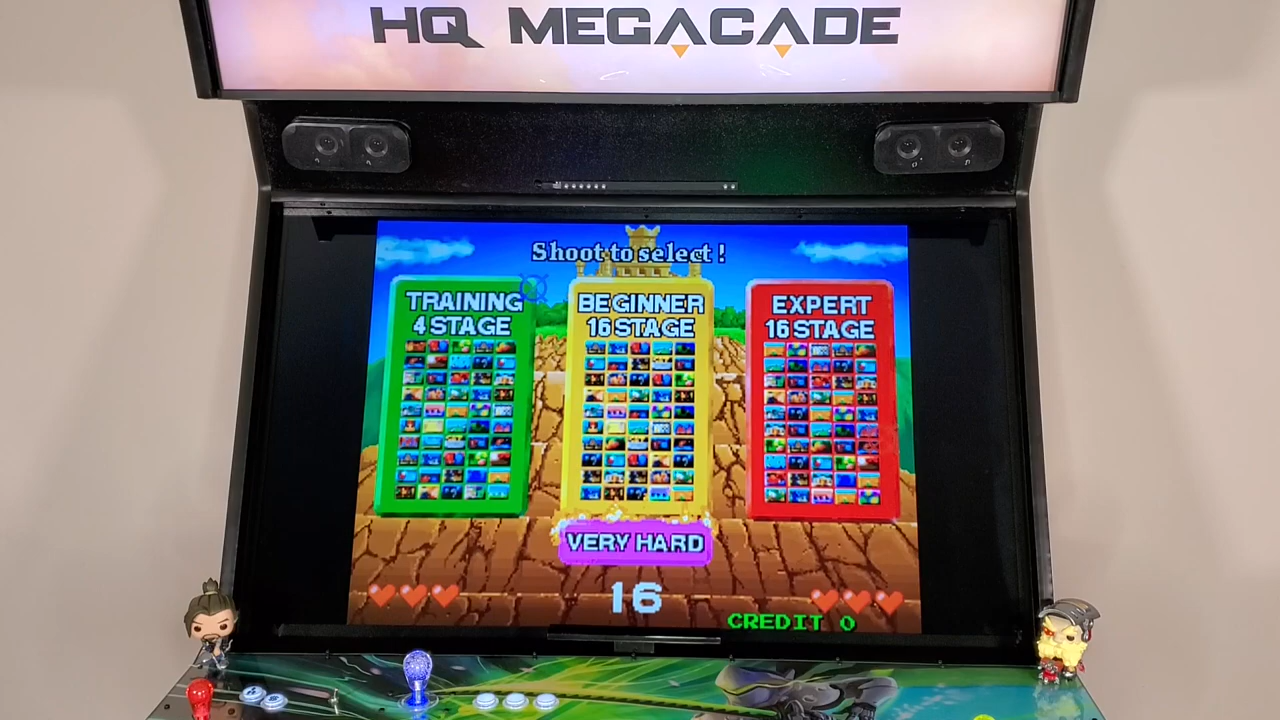 HQ MEGACADE
Shoot to select !
TRAINING
4 STAGE
BEGINNER
16 STAGE
EXPERT
16 STAGE
VERY HARD
16
CREDIT 0